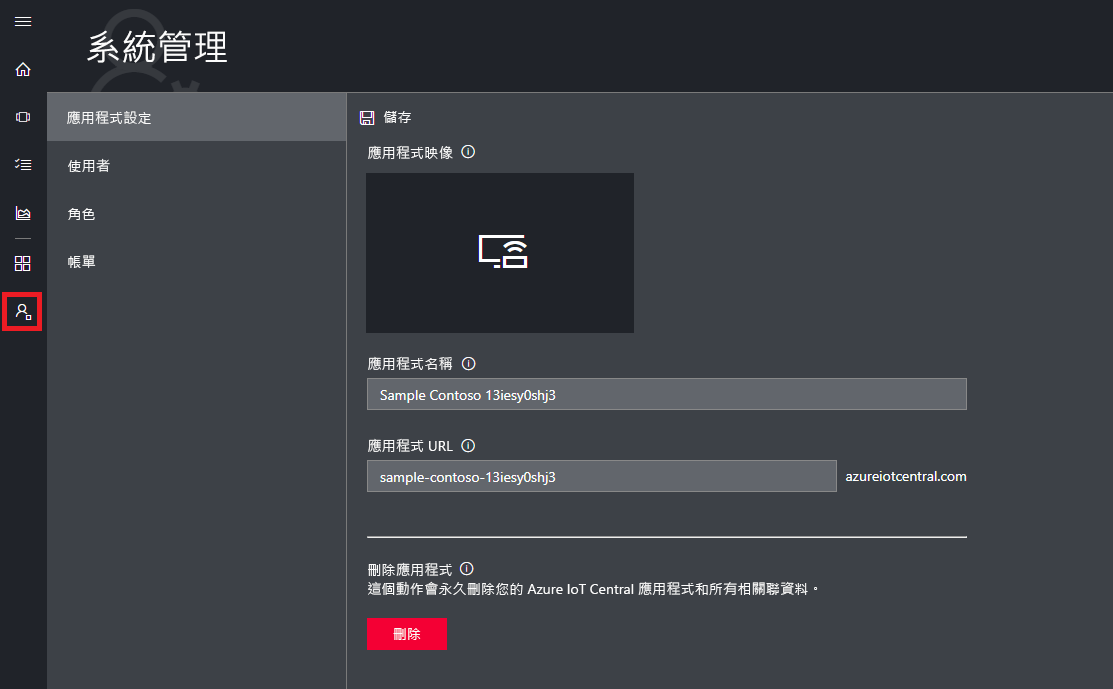 系統管理
應用程式設定
使用者
角色
帳單
儲存
應用程式映像
應用程式名稱
Sample Contoso 13iesy0shj3
應用程式 URL
sample-contoso-13iesy0shj3
azureiotcentral.com
刪除應用程式
這個動作會永久刪除您的 Azure IoT Central 應用程式和所有相關聯資料。
刪除